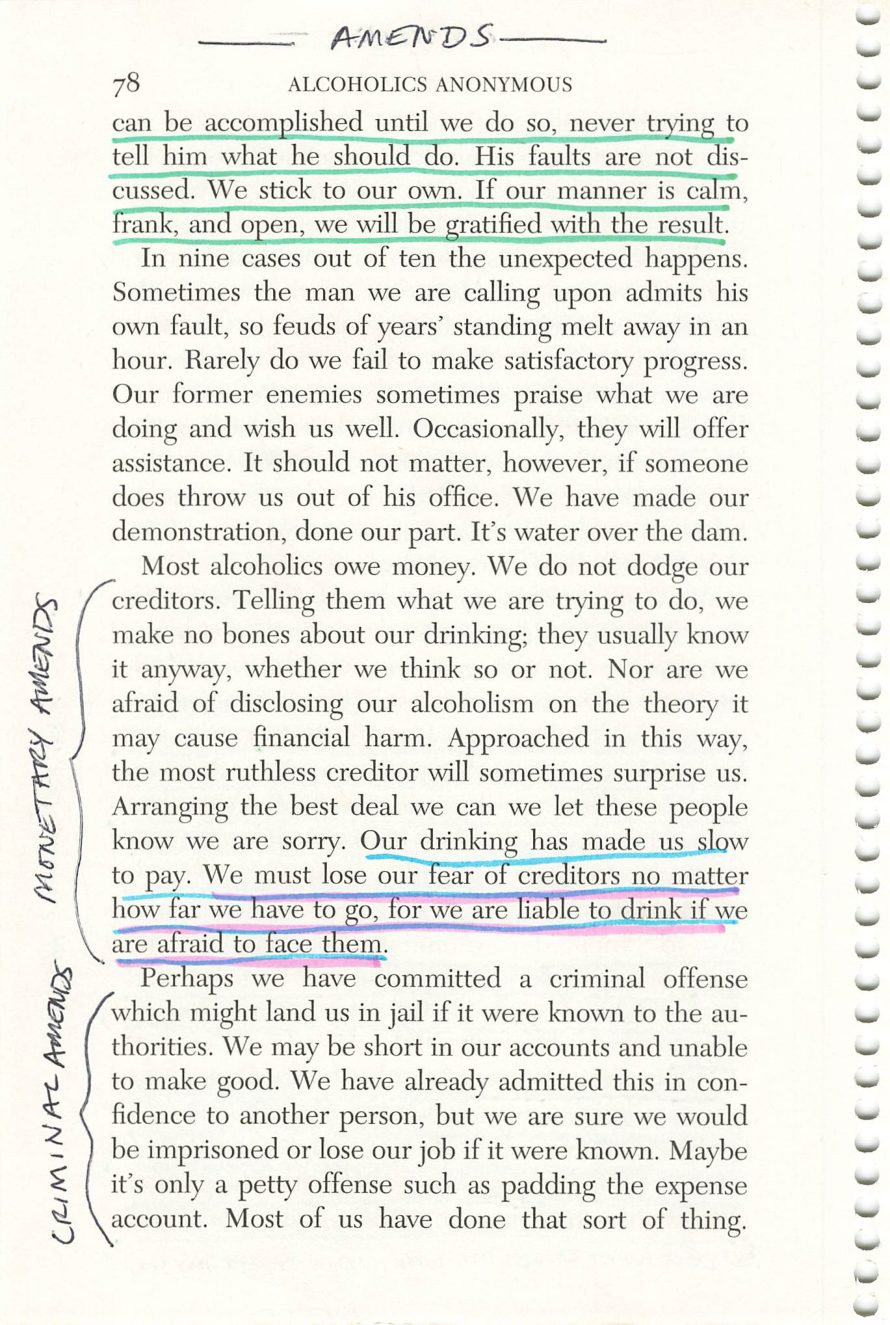 AMENDS
78 ALCOHOLICS ANONYMOUS
can be accomplished until we do so, never trying to
tell him what he should do. His faults are not dis-
cussed. We stick to our own. If our manner is calm,
frank, and open, we will be gratified with the result.
In nine cases out of ten the unexpected happens.
Sometimes the man we are calling upon admits his
own fault, so feuds of years’ standing melt away in an
hour. Rarely do we fail to make satisfactory progress.
Our former enemies sometimes praise what we are
doing and wish us well. Occasionally, they will offer
assistance. It should not matter, however, if someone
does throw us out of his office. We have made our
demonstration, done our part. It’s water over the dam.
Most alcoholics owe money. We do not dodge our
creditors. Telling them what we are trying to do, we
make no bones about our drinking; they usually know
it anyway, whether we think so or not. Nor are we
afraid of disclosing our alcoholism on the theory it
may cause financial harm. Approached in this way,
the most ruthless creditor will sometimes surprise us.
Arranging the best deal we can we let these people
know we are sorry. Our drinking has made us slow
to pay. We must lose our fear of creditors no matter
how far we have to go, for we are liable to drink if we
are afraid to face them.
MONETARY AMENDS
Perhaps we have committed a criminal offense
which might land us in jail if it were known to the au-
thorities. We may be short in our accounts and unable
to make good. We have already admitted this in con-
fidence to another person, but we are sure we would
be imprisoned or lose our job if it were known. Maybe
it’s only a petty offense such as padding the expense
account. Most of us have done that sort of thing.
CRIMINAL AMENDS